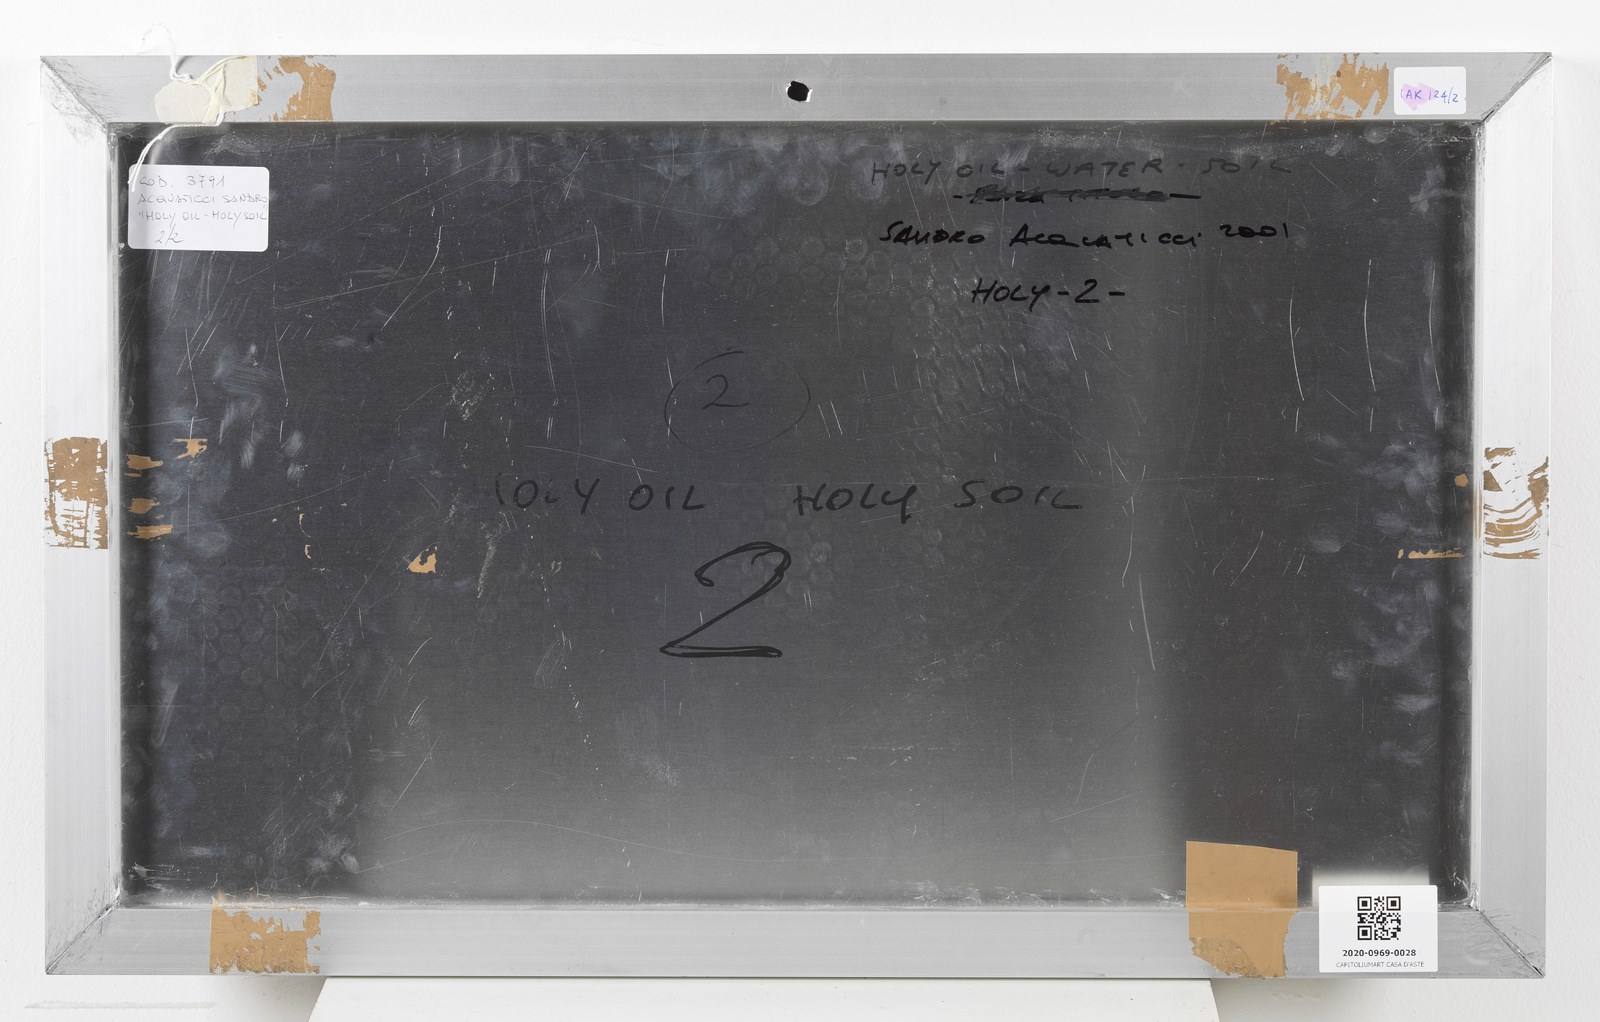 AK 124/2
COD. 3791
ACQUATICCI SANDRO
"HOLY OIL - HOLY SOIL"
2/2
HOLY OIL - WATER - SOIL
SANDRO ACQUATICCI 2001
HOLY - 2 -
2
HOLY OIL HOLY SOIL
2
2020-0969-0028
CAPITOLIUMART CASA D'ASTE